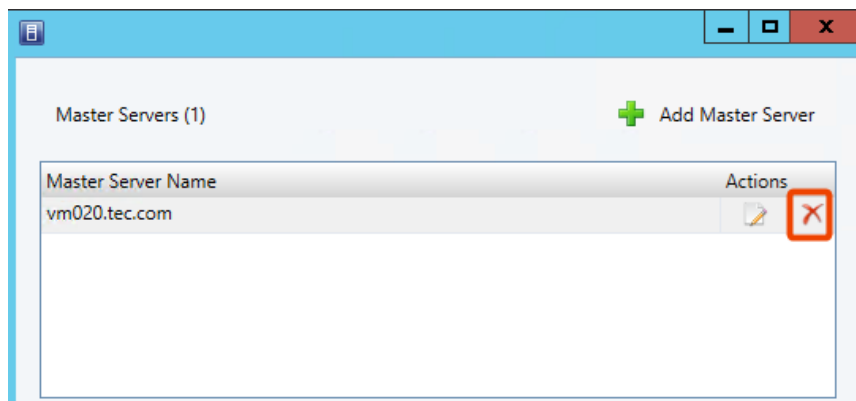 Master Servers (1)
Add Master Server
Master Server Name Actions
vm020.tec.com